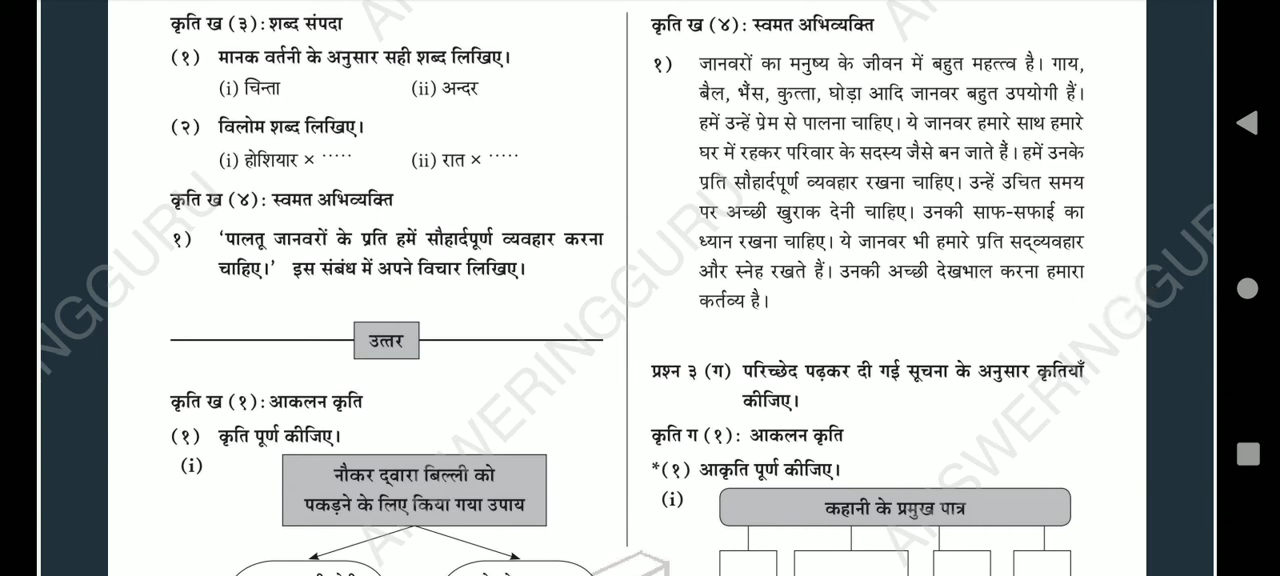 कृति ख (३): शब्द संपदा
(१) मानक वर्तनी के अनुसार सही शब्द लिखिए।
(i) चिन्ता (ii) अन्दर
(२) विलोम शब्द लिखिए।
(i) होशियार × ····· (ii) रात × ·····
कृति ख (४): स्वमत अभिव्यक्ति
१) ‘पालतू जानवरों के प्रति हमें सौहार्दपूर्ण व्यवहार करना
चाहिए।’ इस संबंध में अपने विचार लिखिए।
उत्तर
कृति ख (१): आकलन कृति
(१) कृति पूर्ण कीजिए।
(i)
नौकर द्वारा बिल्ली को
पकड़ने के लिए किया गया उपाय
कृति ख (४): स्वमत अभिव्यक्ति
१) जानवरों का मनुष्य के जीवन में बहुत महत्त्व है। गाय,
बैल, भैंस, कुत्ता, घोड़ा आदि जानवर बहुत उपयोगी हैं।
हमें उन्हें प्रेम से पालना चाहिए। ये जानवर हमारे साथ हमारे
घर में रहकर परिवार के सदस्य जैसे बन जाते हैं। हमें उनके
प्रति सौहार्दपूर्ण व्यवहार रखना चाहिए। उन्हें उचित समय
पर अच्छी खुराक देनी चाहिए। उनकी साफ-सफाई का
ध्यान रखना चाहिए। ये जानवर भी हमारे प्रति सद्व्यवहार
और स्नेह रखते हैं। उनकी अच्छी देखभाल करना हमारा
कर्तव्य है।
प्रश्न ३ (ग) परिच्छेद पढ़कर दी गई सूचना के अनुसार कृतियाँ
कीजिए।
कृति ग (१): आकलन कृति
*(१) आकृति पूर्ण कीजिए।
(i)
कहानी के प्रमुख पात्र
ANSWERINGGURU